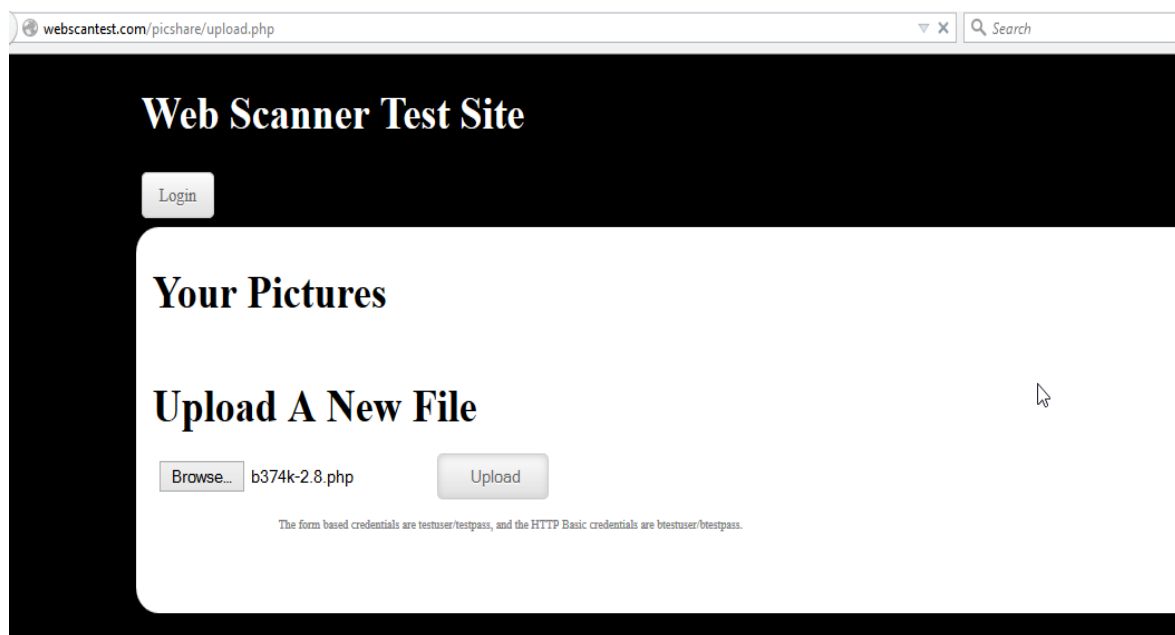 webscantest.com/picshare/upload.php
Search
Web Scanner Test Site
Login
Your Pictures
Upload A New File
Browse... b374k-2.8.php Upload
The form based credentials are testuser/testpass, and the HTTP Basic credentials are btestuser/btestpass.